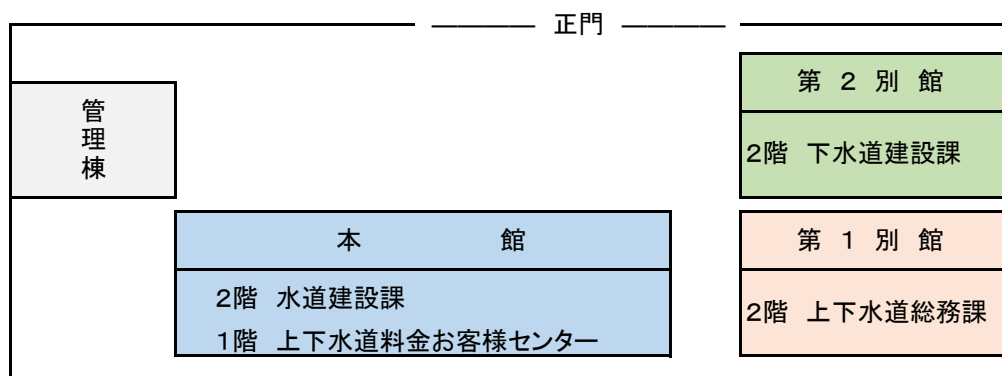 正門
管理棟
第 2 別 館
2階 下水道建設課
本 館
2階 水道建設課
1階 上下水道料金お客様センター
第 1 別 館
2階 上下水道総務課